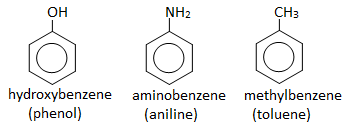 OH NH₂ CH₃
hydroxybenzene aminobenzene methylbenzene
(phenol) (aniline) (toluene)